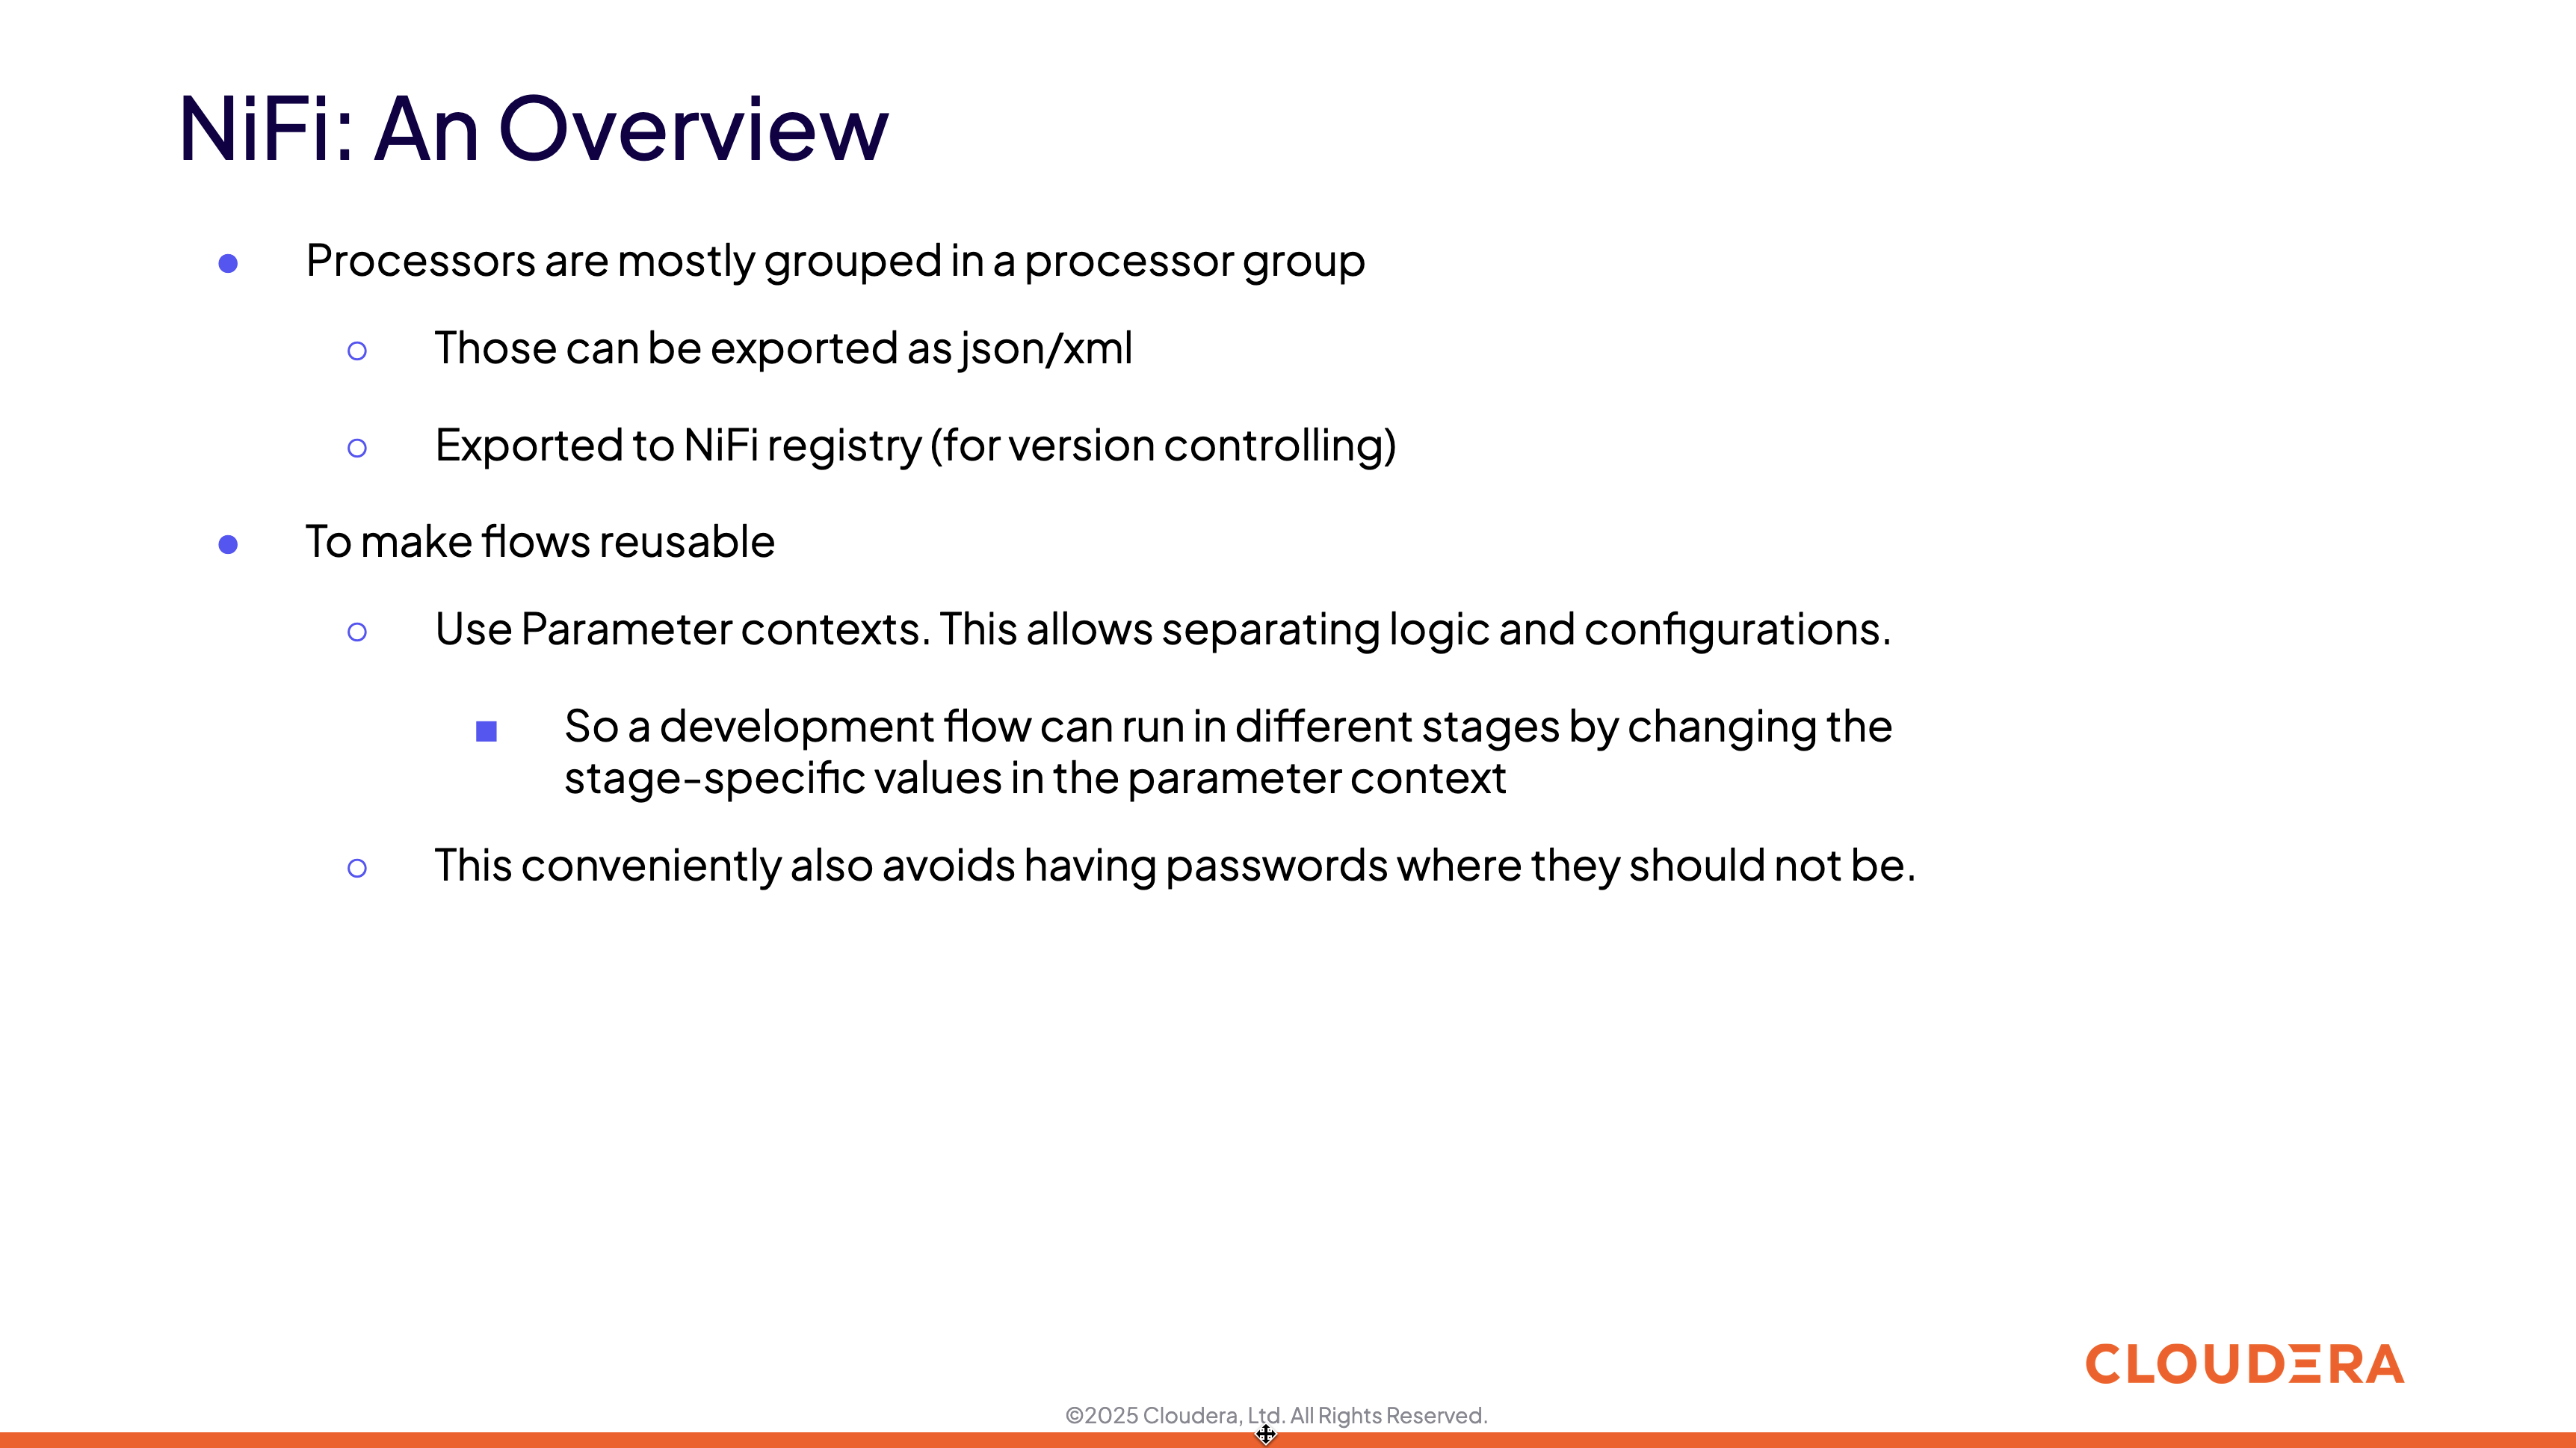 NiFi: An Overview
Processors are mostly grouped in a processor group
Those can be exported as json/xml
Exported to NiFi registry (for version controlling)
To make flows reusable
Use Parameter contexts. This allows separating logic and configurations.
So a development flow can run in different stages by changing the
stage-specific values in the parameter context
This conveniently also avoids having passwords where they should not be.
CLOUDERA
©2025 Cloudera, Ltd. All Rights Reserved.